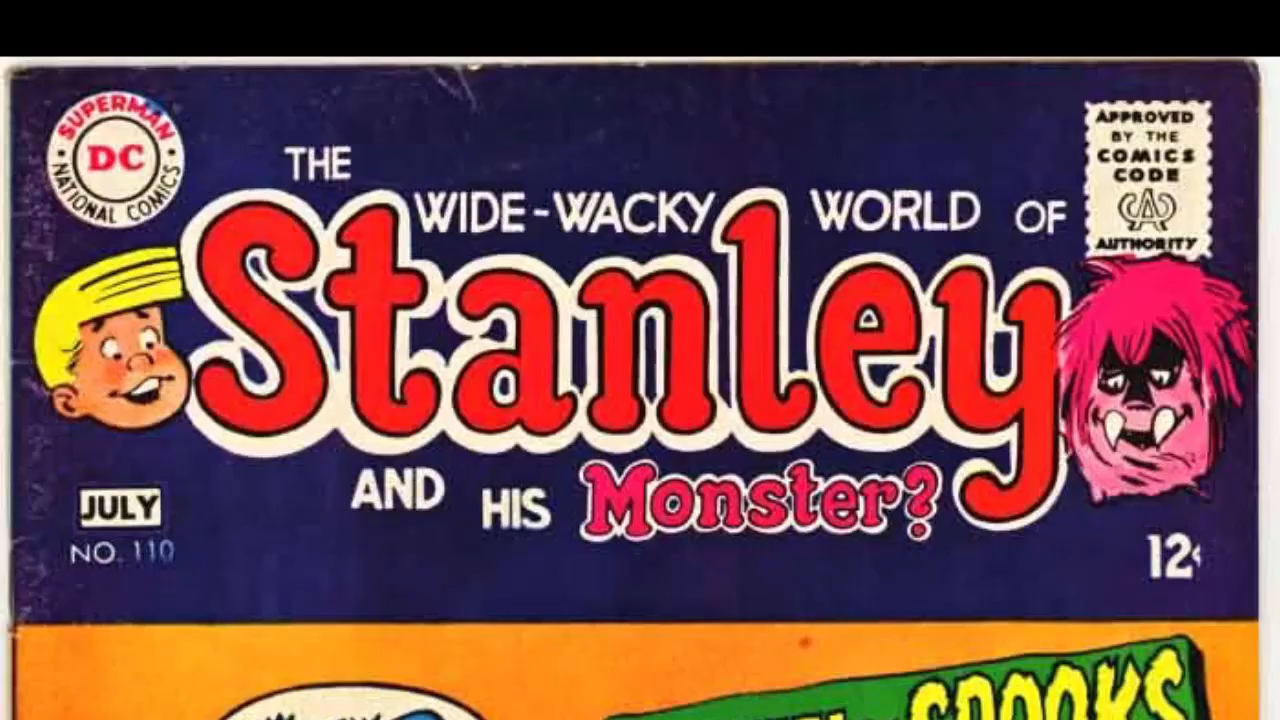 SUPERMAN
DC
NATIONAL COMICS
APPROVED
BY THE
COMICS
CODE
CA
AUTHORITY
THE
WIDE-WACKY WORLD OF
Stanley
AND HIS Monster?
JULY
NO. 110
12¢
SPOOKS